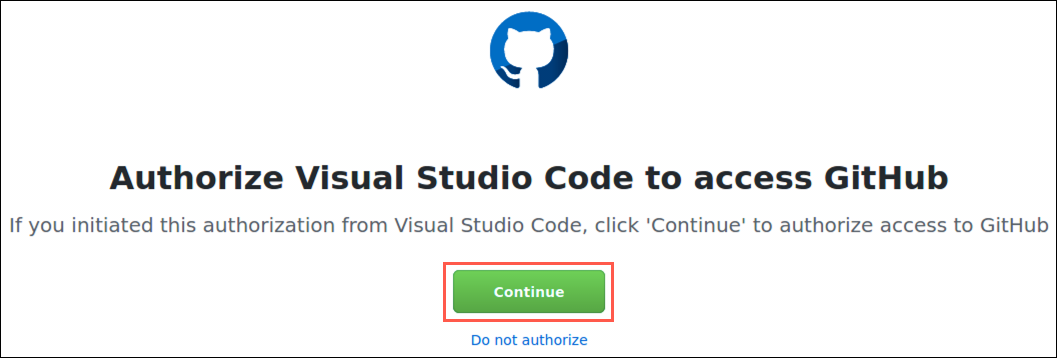 Authorize Visual Studio Code to access GitHub
If you initiated this authorization from Visual Studio Code, click 'Continue' to authorize access to GitHub
Continue
Do not authorize